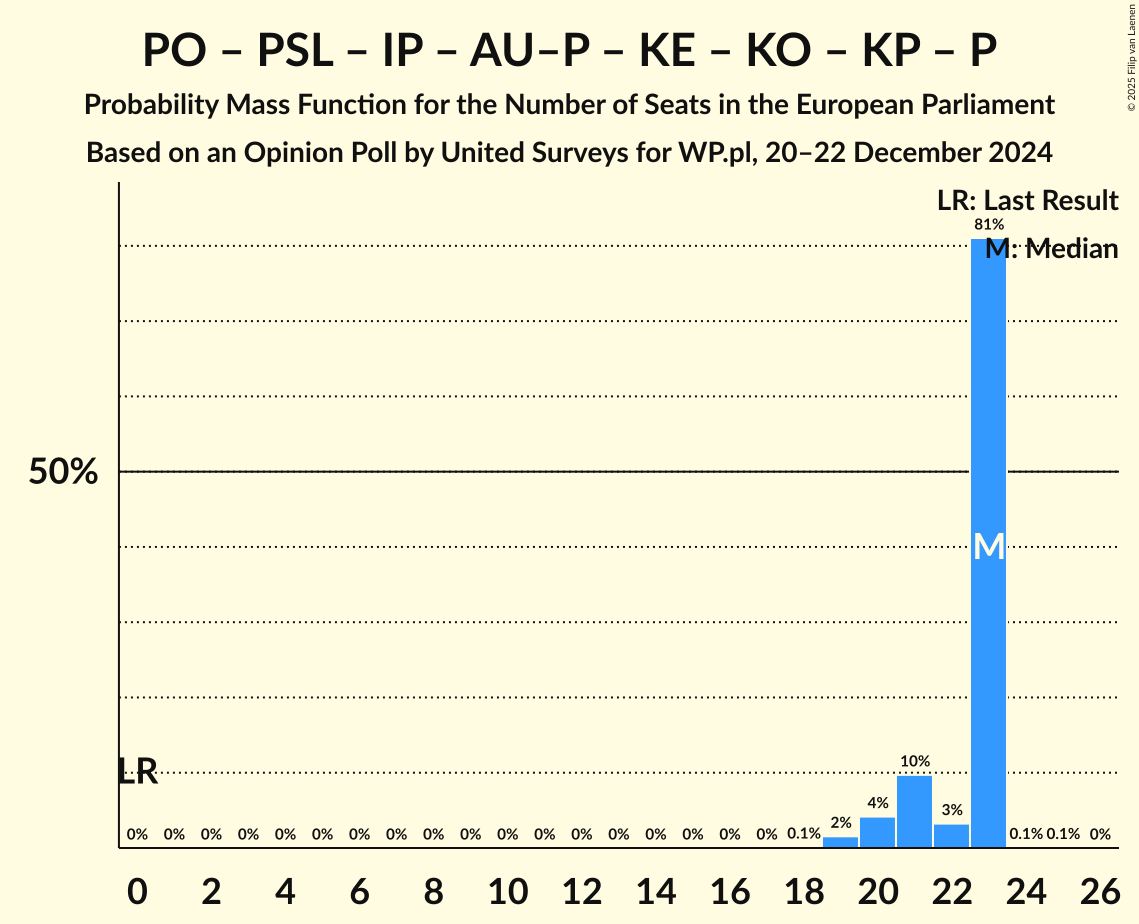 PO – PSL – IP – AU–P – KE – KO – KP – P
Probability Mass Function for the Number of Seats in the European Parliament
Based on an Opinion Poll by United Surveys for WP.pl, 20–22 December 2024
© 2025 Filip van Laenen
LR: Last Result
81%
M: Median
50%
M
LR
10%
4%
3%
2%
0% 0% 0% 0% 0% 0% 0% 0% 0% 0% 0% 0% 0% 0% 0% 0% 0% 0% 0.1% 0.1% 0.1% 0%
0 2 4 6 8 10 12 14 16 18 20 22 24 26